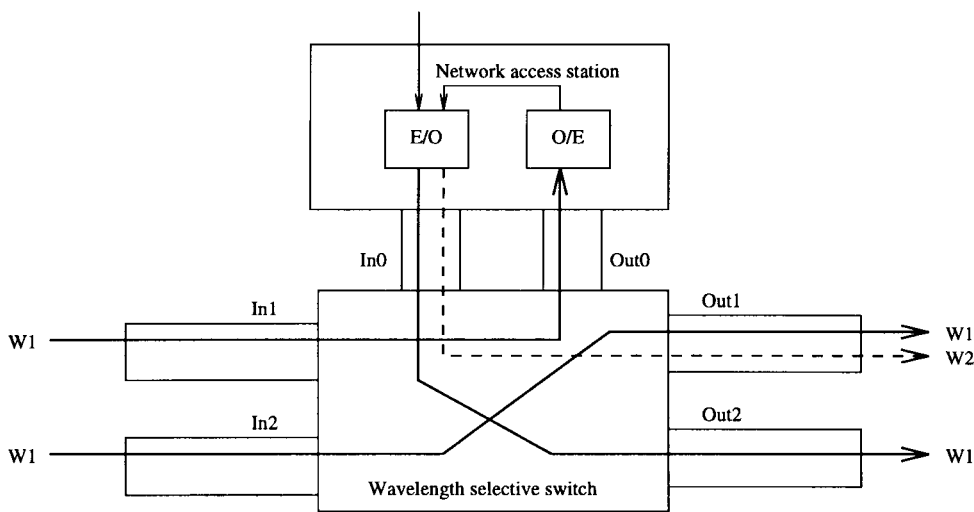 Network access station
E/O
O/E
In0
Out0
In1
Out1
W1
W1
W2
In2
Out2
W1
W1
Wavelength selective switch